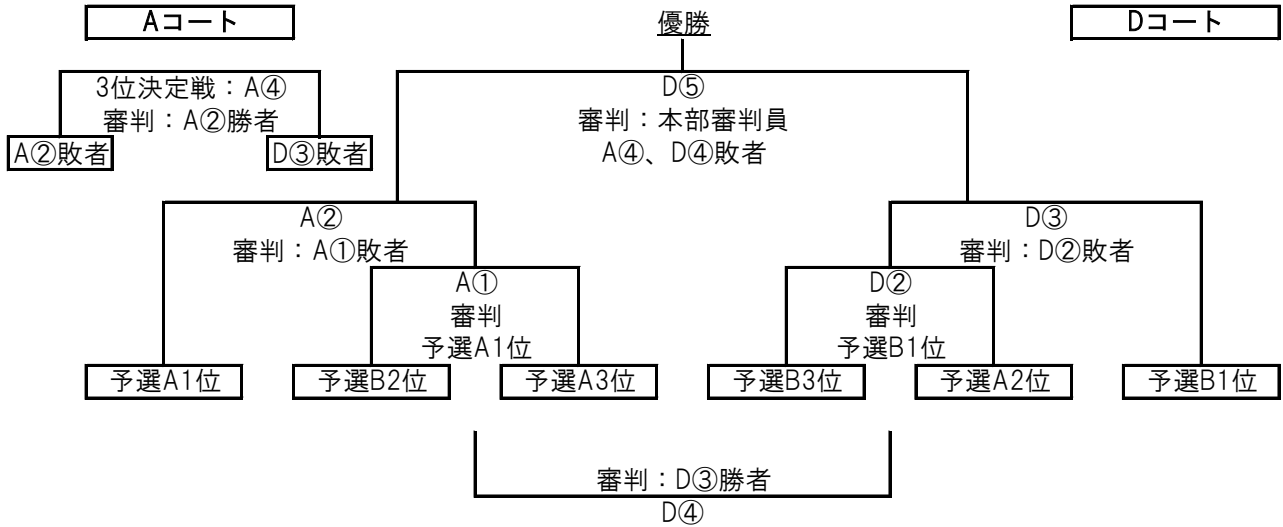 Aコート
優勝
Dコート
3位決定戦：A④
審判：A②勝者
A②敗者
D③敗者
D⑤
審判：本部審判員
A④、D④敗者
A②
審判：A①敗者
D③
審判：D②敗者
A①
審判
予選A1位
D②
審判
予選B1位
予選A1位
予選B2位
予選A3位
予選B3位
予選A2位
予選B1位
審判：D③勝者
D④